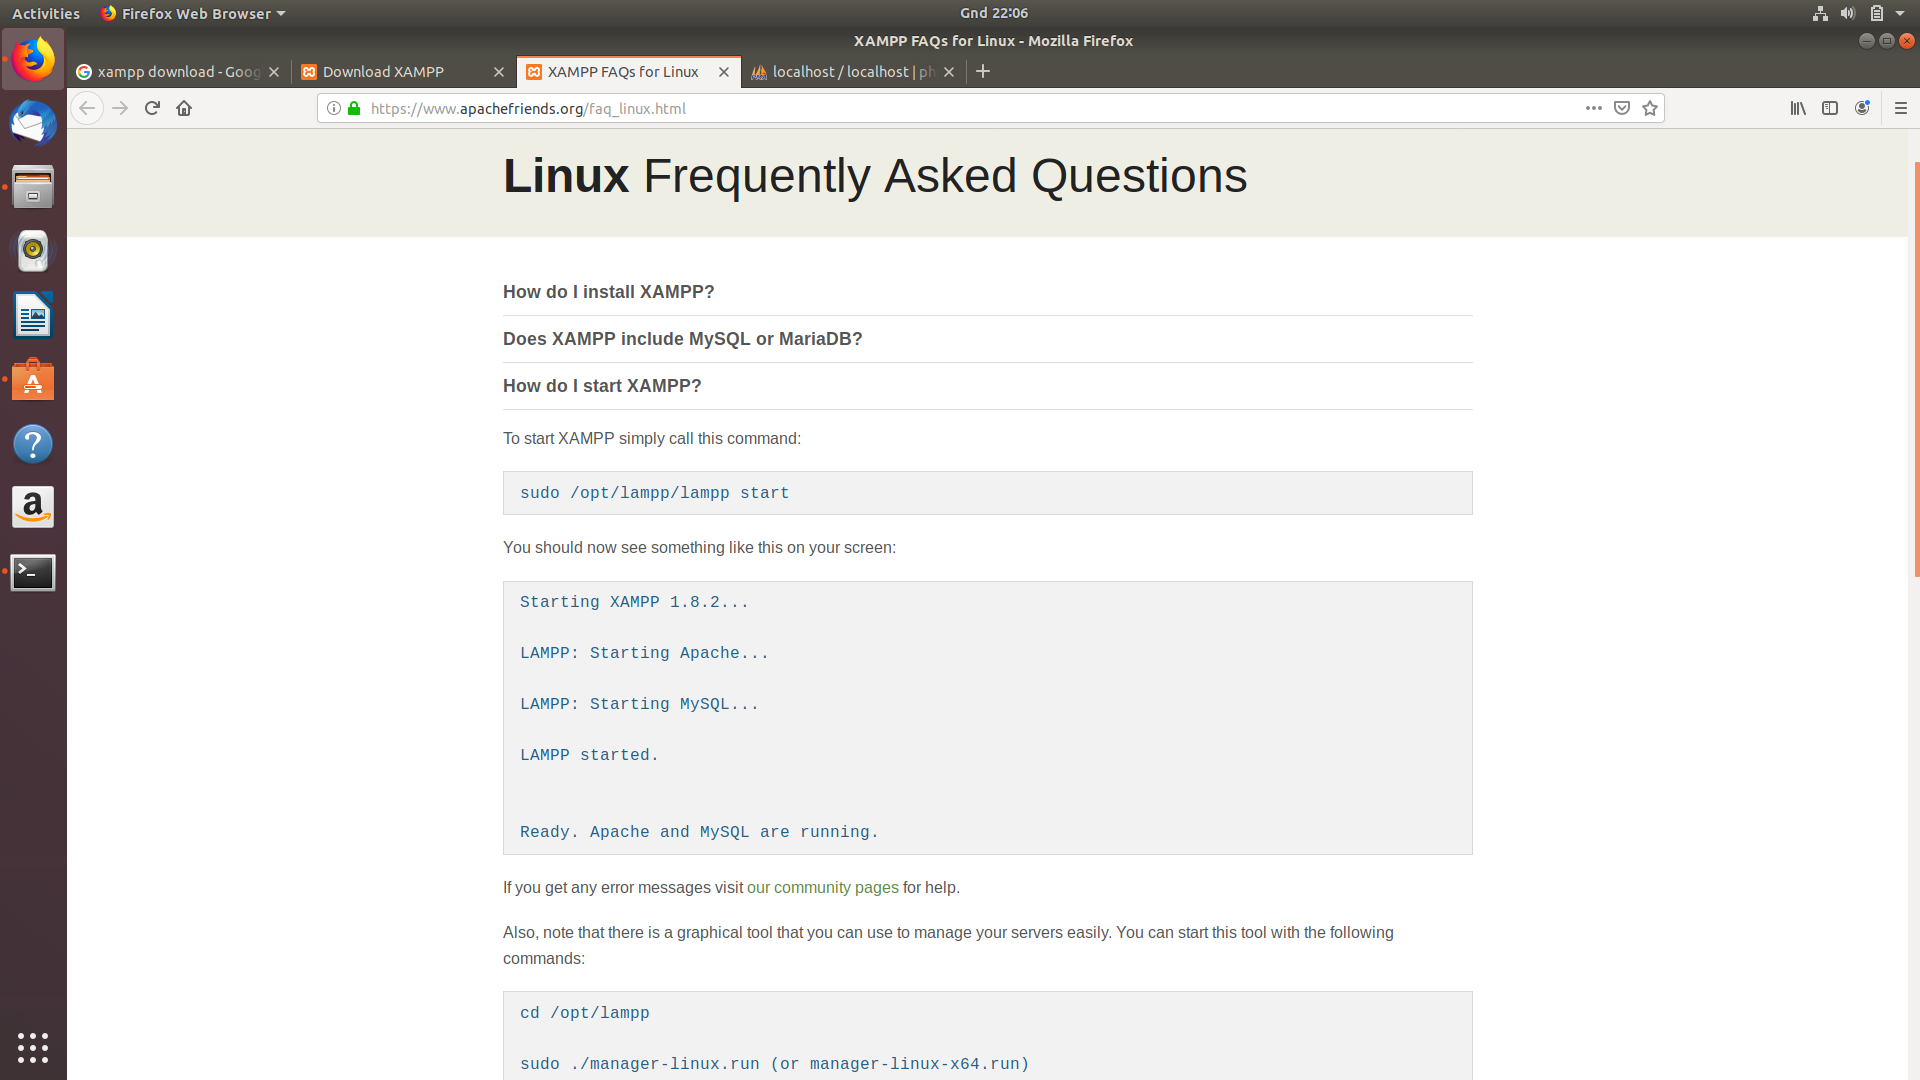 Activities Firefox Web Browser Gnd 22:06
XAMPP FAQs for Linux - Mozilla Firefox
xampp download - Goog Download XAMPP XAMPP FAQs for Linux localhost / localhost | ph
https://www.apachefriends.org/faq_linux.html
Linux Frequently Asked Questions
How do I install XAMPP?
Does XAMPP include MySQL or MariaDB?
How do I start XAMPP?
To start XAMPP simply call this command:
sudo /opt/lampp/lampp start
You should now see something like this on your screen:
Starting XAMPP 1.8.2...
LAMPP: Starting Apache...
LAMPP: Starting MySQL...
LAMPP started.
Ready. Apache and MySQL are running.
If you get any error messages visit our community pages for help.
Also, note that there is a graphical tool that you can use to manage your servers easily. You can start this tool with the following
commands:
cd /opt/lampp
sudo ./manager-linux.run (or manager-linux-x64.run)